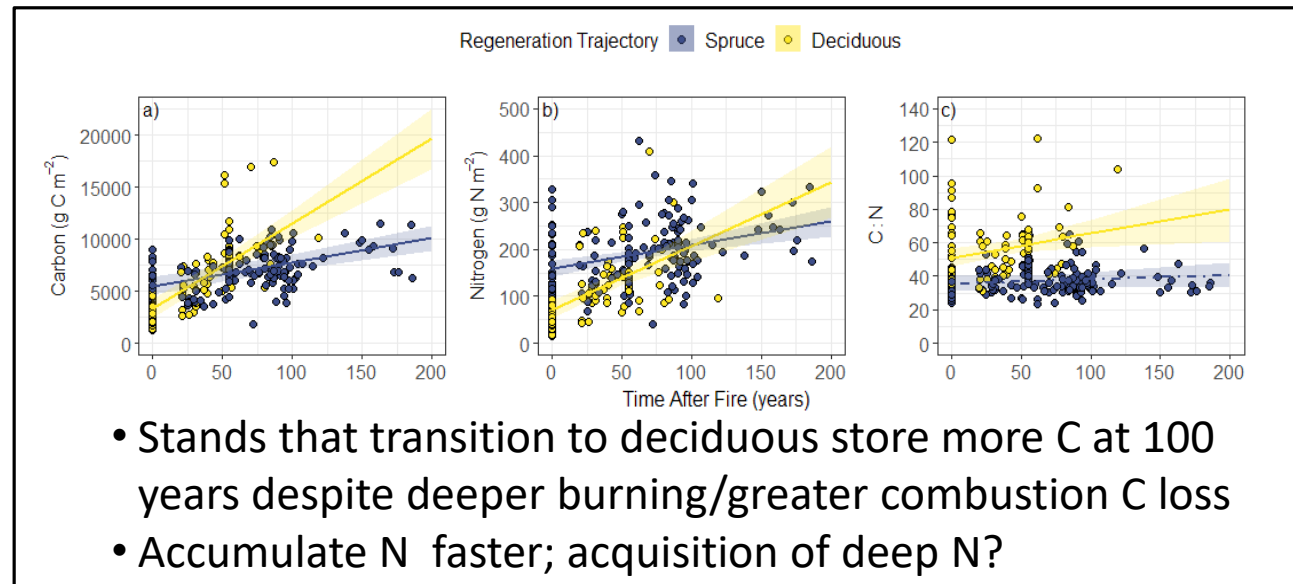 Regeneration Trajectory Spruce Deciduous
a)
Carbon (g C m⁻²)
20000
15000
10000
5000
0
0 50 100 150 200
b)
Nitrogen (g N m⁻²)
500
400
300
200
100
0
0 50 100 150 200
Time After Fire (years)
c)
C:N
140
120
100
80
60
40
20
0
0 50 100 150 200
• Stands that transition to deciduous store more C at 100
years despite deeper burning/greater combustion C loss
• Accumulate N faster; acquisition of deep N?